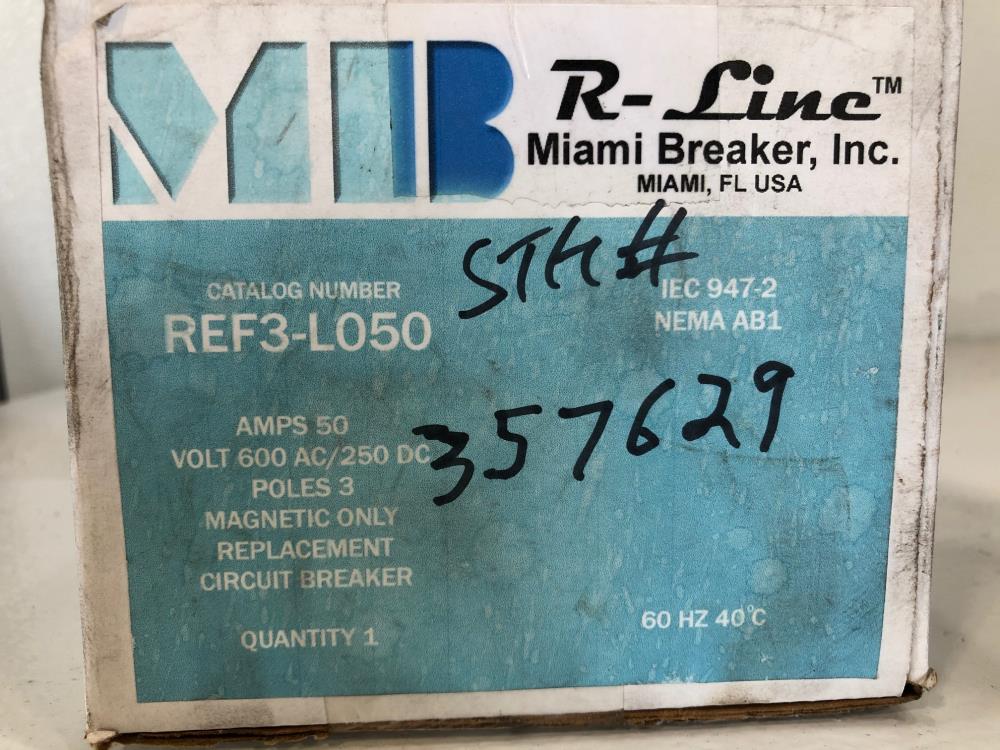 MB
R-Line™
Miami Breaker, Inc.
MIAMI, FL USA
STH#
CATALOG NUMBER
REF3-L050
IEC 947-2
NEMA AB1
357629
AMPS 50
VOLT 600 AC/250 DC
POLES 3
MAGNETIC ONLY
REPLACEMENT
CIRCUIT BREAKER
QUANTITY 1
60 HZ 40°C